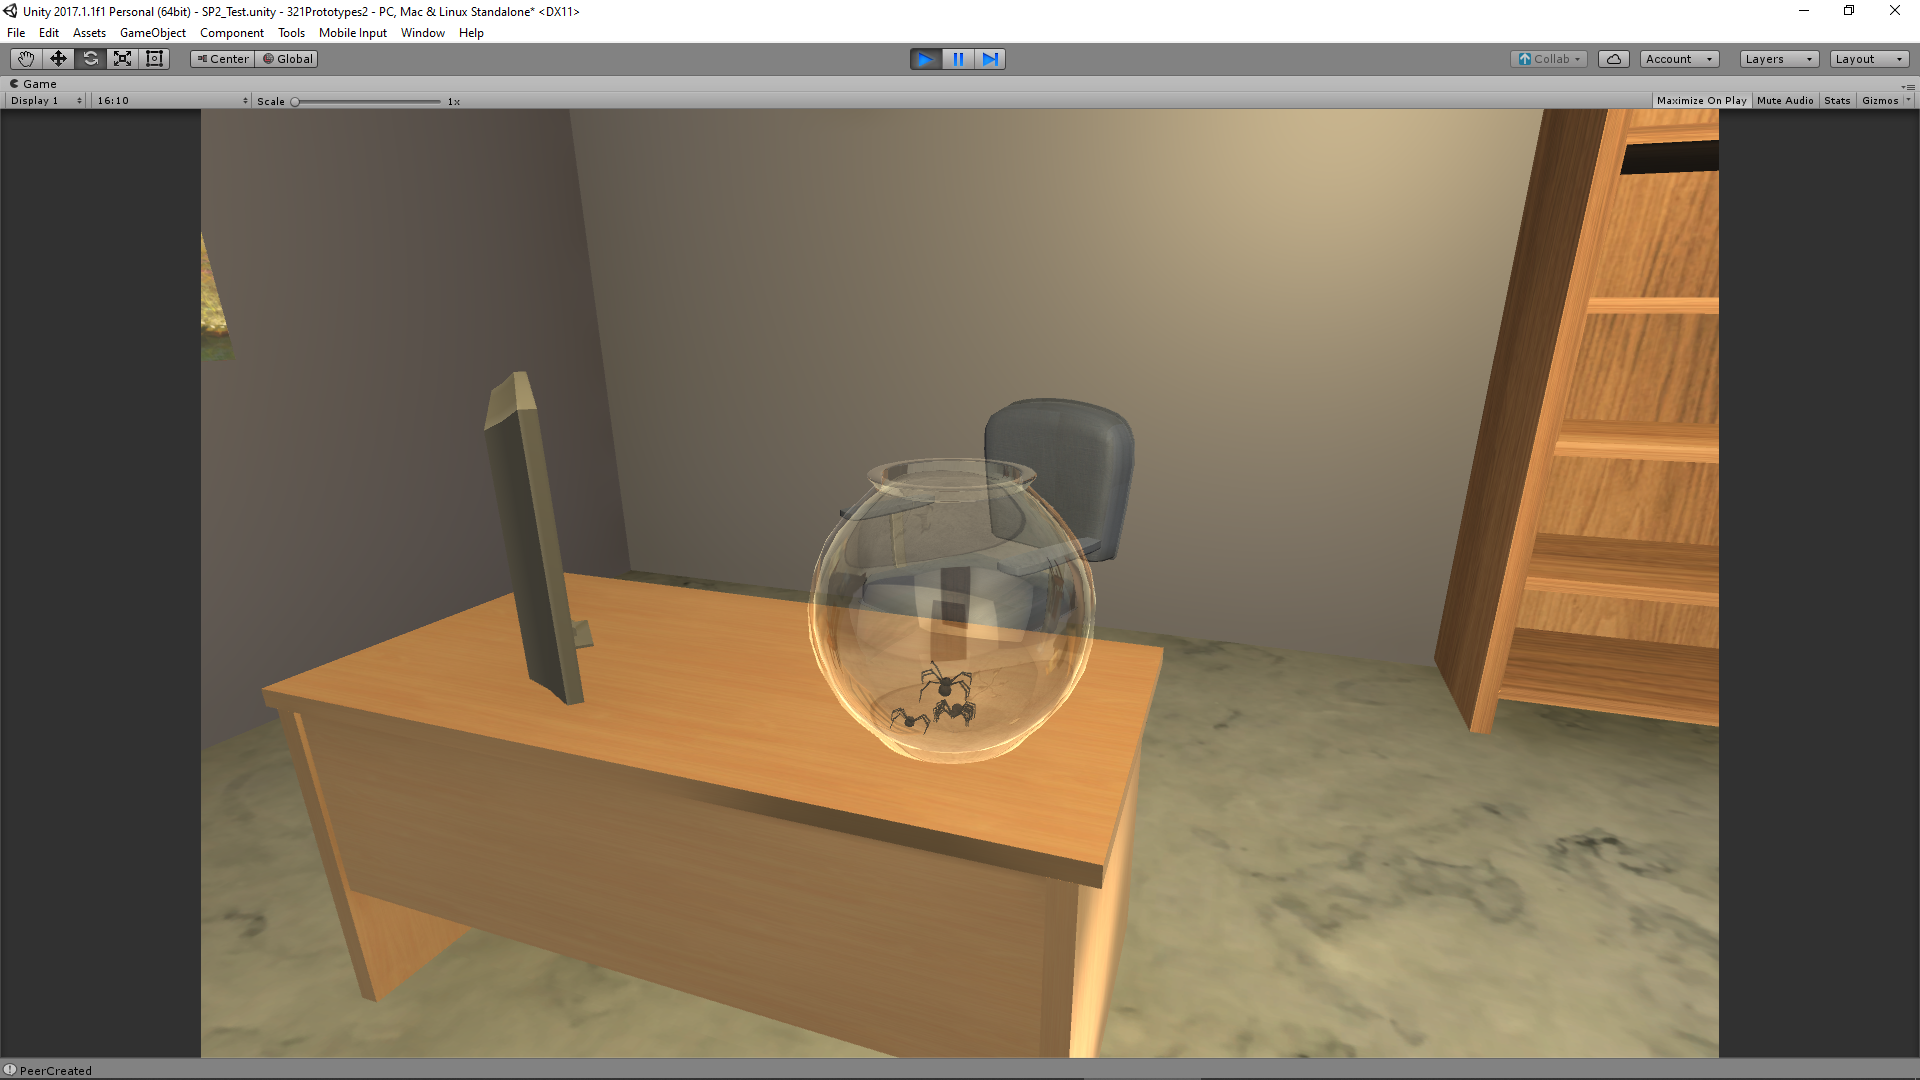 Unity 2017.1.1f1 Personal (64bit) - SP2_Test.unity - 321Prototypes2 - PC, Mac & Linux Standalone* <DX11>
File Edit Assets GameObject Component Tools Mobile Input Window Help
Center Global Collab Account Layers Layout
Game
Display 1 16:10 Scale 1x Maximize On Play Mute Audio Stats Gizmos
PeerCreated